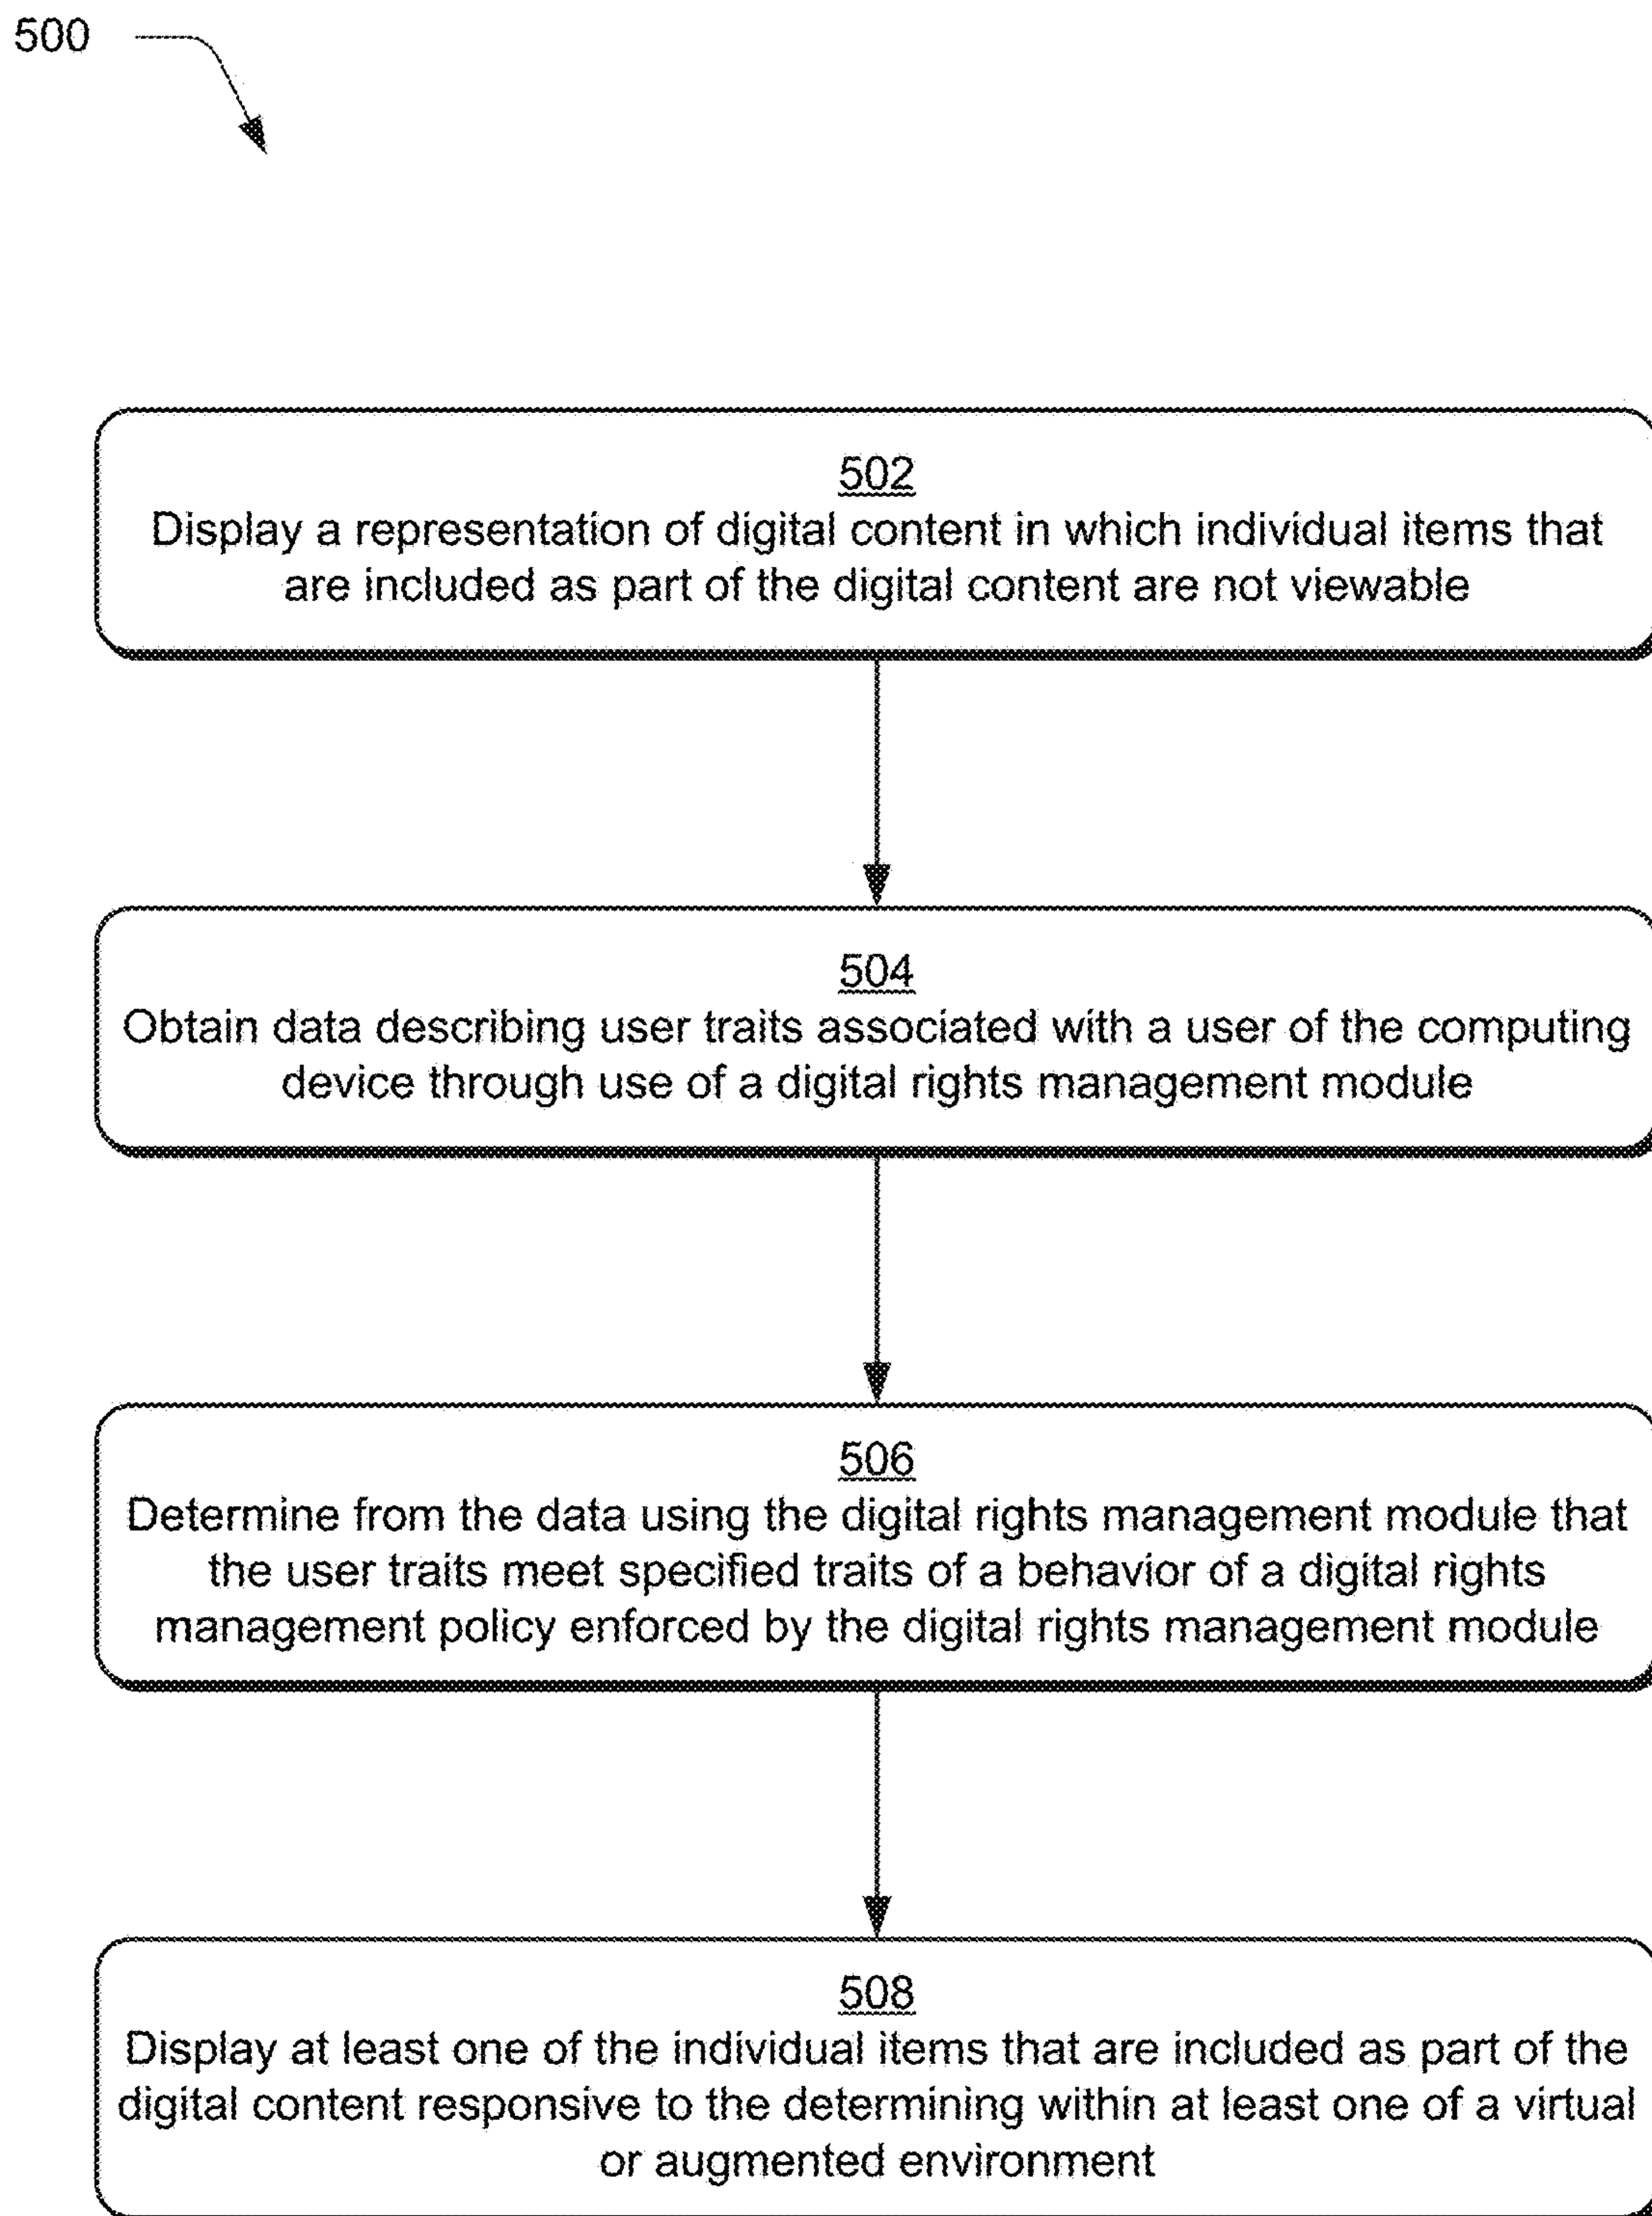 500
502
Display a representation of digital content in which individual items that
are included as part of the digital content are not viewable
504
Obtain data describing user traits associated with a user of the computing
device through use of a digital rights management module
506
Determine from the data using the digital rights management module that
the user traits meet specified traits of a behavior of a digital rights
management policy enforced by the digital rights management module
508
Display at least one of the individual items that are included as part of the
digital content responsive to the determining within at least one of a virtual
or augmented environment